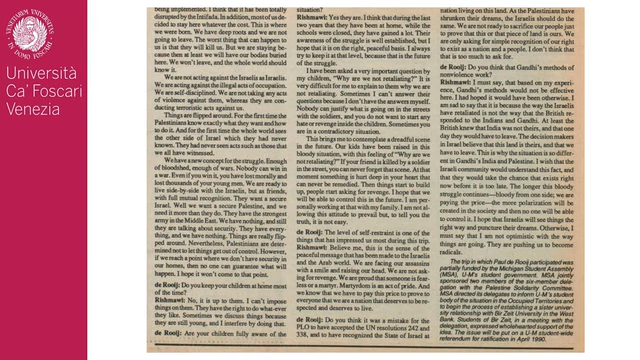 Università
Ca' Foscari
Venezia
being implemented. I think that it has been totally
disrupted by the Intifada. In addition, most of us de-
cided to stay here whatever the cost. This is where
we were born. We have deep roots and we are not
going to leave. The worst thing that can happen to
us is that they will kill us. But we are staying be-
cause then at least we will have our bodies buried
here. We won't leave, and the whole world should
know it.
We are not acting against the Israelis as Israelis.
We are acting against the illegal acts of occupation.
We are self-disciplined. We are not taking any acts
of violence against them, whereas they are con-
ducting terroristic acts against us.
Things are flipped around. For the first time the
Palestinians know exactly what they want and how
to do it. And for the first time the whole world sees
the other side of Israel which they had never
known. They had never seen acts such as those that
we all have witnessed.
We have a new concept for the struggle. Enough
of bloodshed, enough of wars. Nobody can win in a
war. Even if you win it, you have lost morally and
lost thousands of your young men. We are ready to
live side-by-side with the Israelis, but as friends,
with full mutual recognition. They want a secure
Israel. Well we want a secure Palestine, and we
need it more than they do. They have the strongest
army in the Middle East. We have nothing, and still
they are talking about security. They have every-
thing, and we have nothing. Things are really flip-
ped around. Nevertheless, Palestinians are deter-
mined not to let things get out of control. However,
if we reach a point where we don't have security in
our homes, then no one can guarantee what will
happen. I hope it won't come to that point.
de Rooij: Do you keep your children at home most
of the time?
Rishmawi: No, it is up to them. I can't impose
things on them. They have the right to do what-ever
they like. Sometimes we discuss things because
they are still young, and I interfere by doing that.
de Rooij: Are your children fully aware of the
situation?
Rishmawi: Yes they are. I think that during the last
two years that they have been at home, while the
schools were closed, they have gained a lot. Their
awareness of the struggle is well established, but I
hope that it is on the right, peaceful basis. I always
try to keep it at that level, because that is the future
of the struggle.
I have been asked a very important question by
my children, "Why are we not retaliating?" It is
very difficult for me to explain to them why we are
not retaliating. Sometimes I can't answer their
questions because I don't have the answers myself.
Nobody can justify what is going on in the streets
with the soldiers, and you do not want to start any
hate or revenge inside the children. Sometimes you
are in a contradictory situation.
This brings me to contemplate a dreadful scene
in the future. Our kids have been raised in this
bloody situation, with this feeling of "Why are we
not retaliating?" If your friend is killed by a soldier
in the street, you can never forget that scene. At that
moment something is hurt deep in your heart that
can never be remedied. Then things start to build
up, people start asking for revenge. I hope that we
will be able to control this in the future. I am per-
sonally working at that with my family. I am not al-
lowing this attitude to prevail but, to tell you the
truth, it is not easy.
de Rooij: The level of self-restraint is one of the
things that has impressed us most during this trip.
Rishmawi: Believe me, this is the sense of the
peaceful message that has been made to the Israelis
and the Arab world. We are facing our assassins
with a smile and raising our head. We are not ask-
ing for revenge. We are proud that someone is fear-
less or a martyr. Martyrdom is an act of pride. And
we know that we have to pay this price to prove to
everyone that we are a nation that deserves to be re-
spected and deserves to live.
de Rooij: Do you think it was a mistake for the
PLO to have accepted the UN resolutions 242 and
338, and to have recognized the State of Israel at
nation living on this land. As the Palestinians have
shrunken their dreams, the Israelis should do the
same. We are not ready to sacrifice our people just
to prove that this or that piece of land is ours. We
are only asking for simple recognition of our right
to exist as a nation and a people. I don't think that
that is too much to ask for.
de Rooij: Do you think that Gandhi's methods of
nonviolence work?
Rishmawi: I must say, that based on my experi-
ence, Gandhi's methods would not be effective
here. I had hoped it would have been otherwise. I
am sad to say that it is because the way the Israelis
have retaliated is not the way that the British re-
sponded to the Indians and Gandhi. At least the
British knew that India was not theirs, and that one
day they would have to leave. The decision makers
in Israel believe that this land is theirs, and that we
have to leave. This is why the situation is so differ-
ent in Gandhi's India and Palestine. I wish that the
Israeli community would understand this fact, and
that they would take the chance that exists right
now before it is too late. The longer this bloody
struggle continues—bloody from one side; we are
paying the price—the more polarization will be
created in the society and then no one will be able
to control it. I hope that Israelis will see things the
right way and puncture their dreams. Otherwise, I
must say that I am not optimistic with the way
things are going. They are pushing us to become
radicals.
The trip in which Paul de Rooij participated was
partially funded by the Michigan Student Assembly
(MSA), U-M's student government. MSA jointly
sponsored two members of the six-member dele-
gation with the Palestine Solidarity Committee.
MSA directed its delegates to inform U-M's student
body of the situation in the Occupied Territories and
to begin the process of establishing a sister univer-
sity relationship with Bir Zeit University in the West
Bank. Students of Bir Zeit, in a meeting with the
delegation, expressed wholehearted support of the
idea. The issue will be put on a U-M student-wide
referendum for ratification in April 1990.